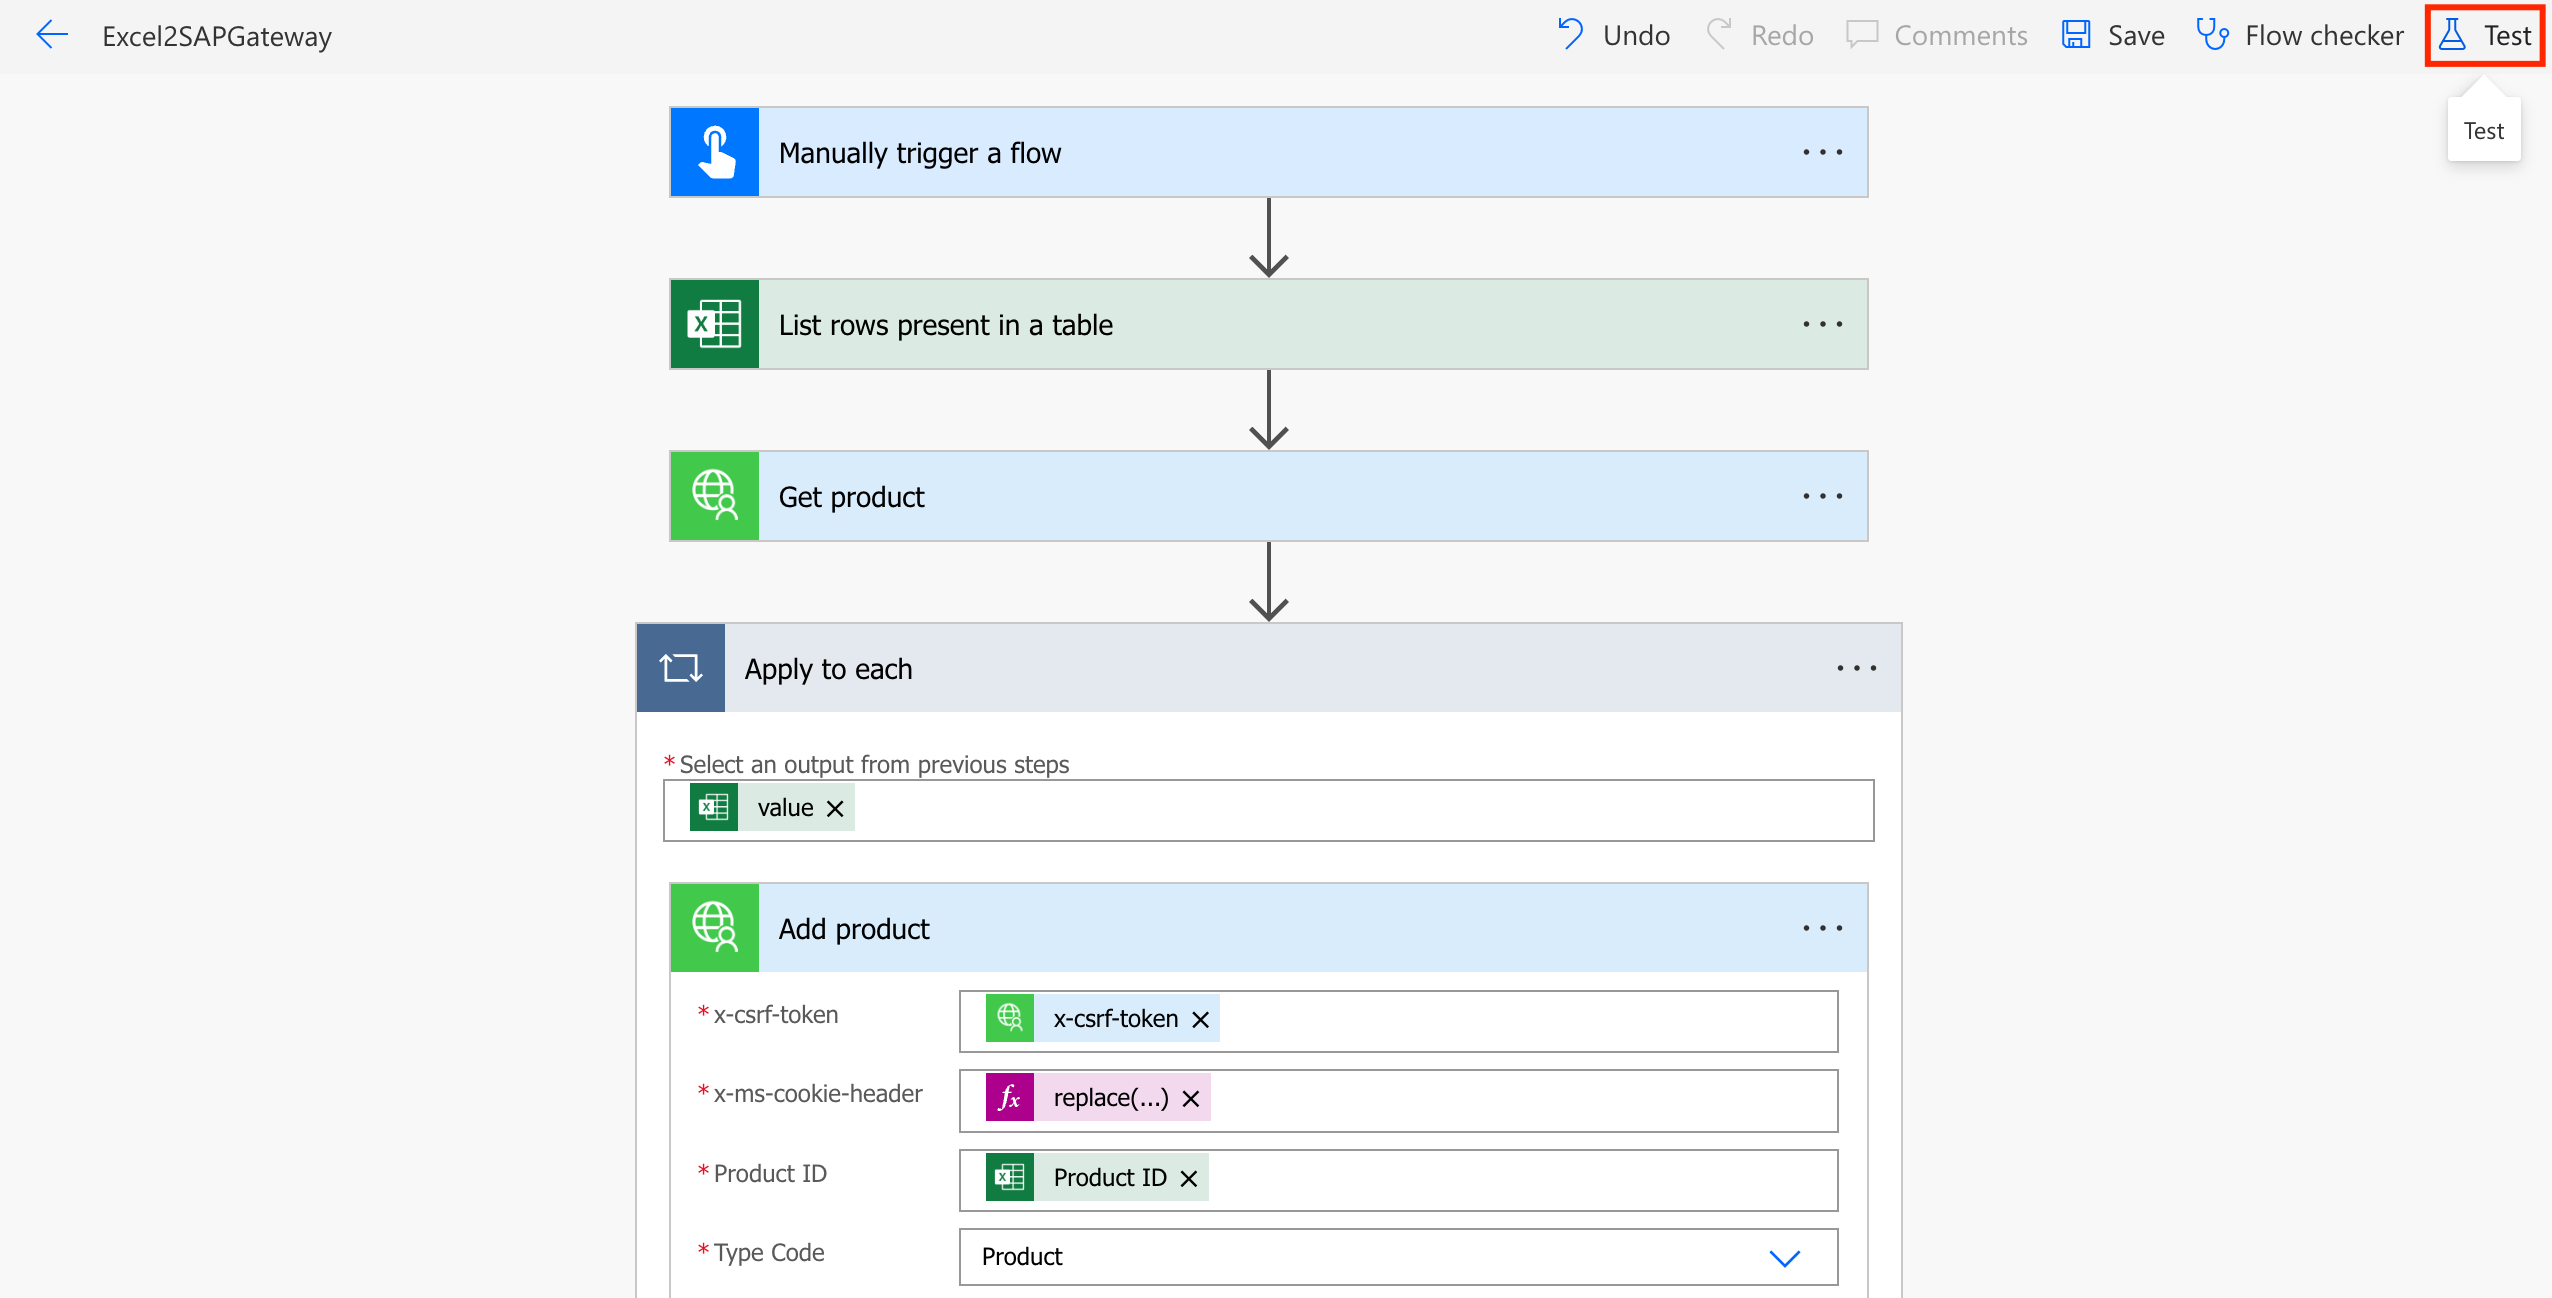 Excel2SAPGateway
Undo Redo Comments Save Flow checker Test
Test
Manually trigger a flow
List rows present in a table
Get product
Apply to each
* Select an output from previous steps
value
Add product
* x-csrf-token x-csrf-token
* x-ms-cookie-header replace(...)
* Product ID Product ID
* Type Code Product